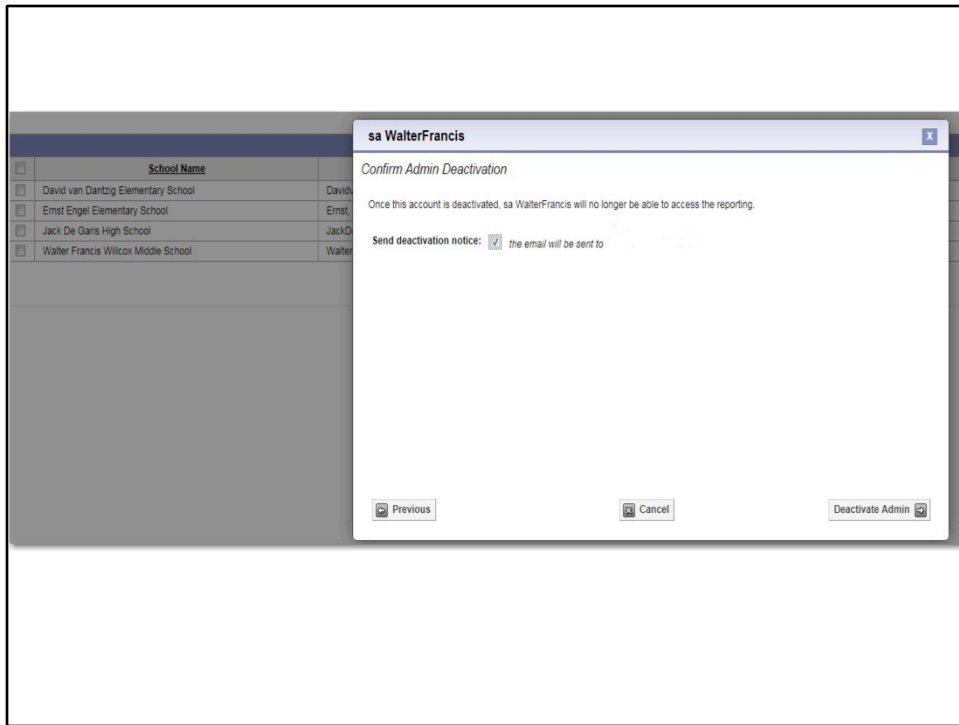 sa WalterFrancis
X
Confirm Admin Deactivation
Once this account is deactivated, sa WalterFrancis will no longer be able to access the reporting.
Send deactivation notice: the email will be sent to
Previous
Cancel
Deactivate Admin
School Name
David van Dantzig Elementary School
Ernst Engel Elementary School
Ernst,
Jack De Garis High School
Walter Francis Willcox Middle School
Walter